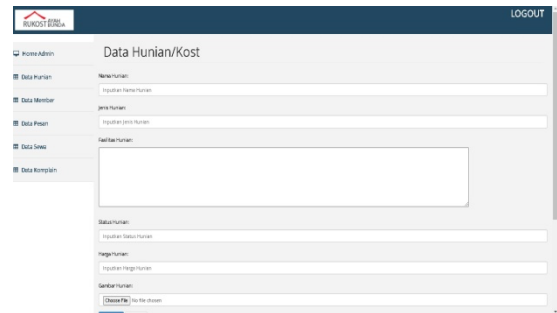 RUKOST AYAH BUNDA
LOGOUT
Home Admin
Data Hunian
Data Member
Data Pesan
Data Sewa
Data Komplain
Data Hunian/Kost
Nama Hunian:
Inputkan Nama Hunian
Jenis Hunian:
Inputkan Jenis Hunian
Fasilitas Hunian:
Status Hunian:
Inputkan Status Hunian
Harga Hunian:
Inputkan Harga Hunian
Gambar Hunian:
Choose File No file chosen